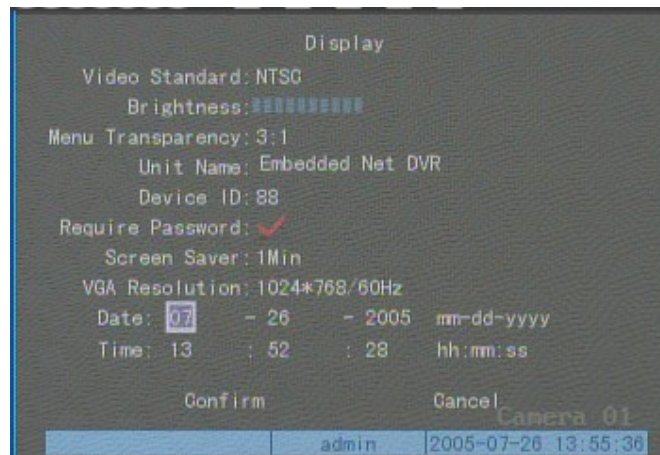 Display
Video Standard: NTSC
Brightness:
Menu Transparency: 3:1
Unit Name: Embedded Net DVR
Device ID: 88
Require Password: ✓
Screen Saver: 1Min
VGA Resolution: 1024*768/60Hz
Date: 07 - 26 - 2005 mm-dd-yyyy
Time: 13 : 52 : 28 hh:mm:ss
Confirm Cancel
Camera 01
admin 2005-07-26 13:55:36